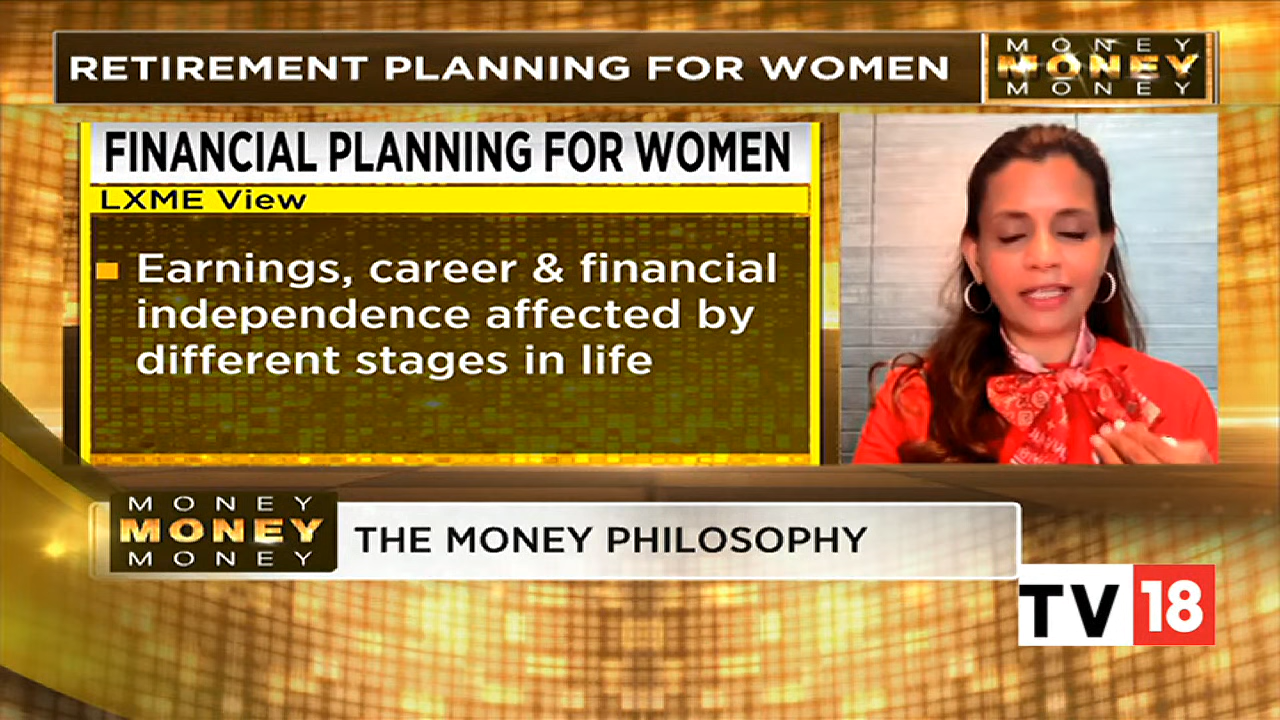 RETIREMENT PLANNING FOR WOMEN
MONEY
MONEY
MONEY
FINANCIAL PLANNING FOR WOMEN
LXME View
Earnings, career & financial
independence affected by
different stages in life
MONEY
MONEY
MONEY
THE MONEY PHILOSOPHY
TV18